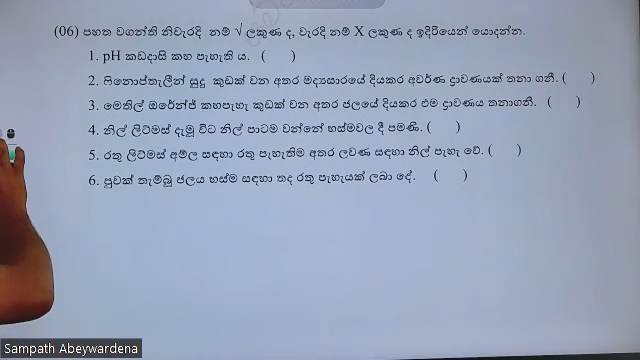 (06) පහත වගන්ති නිවැරදි නම් √ ලකුණ ද, වැරදි නම් X ලකුණ ද ඉදිරියෙන් යොදන්න.
1. pH කඩදාසි කහ පැහැති ය. ( )
2. ෆිනොප්තැලීන් සුදු කුඩක් වන අතර මද්‍යසාරයේ දියකර අවර්ණ ද්‍රාවණයක් තනා ගනී. ( )
3. මෙතිල් ඔරේන්ජ් කහපැහැ කුඩක් වන අතර ජලයේ දියකර එම ද්‍රාවණය තනාගනී. ( )
4. නිල් ලිට්මස් දැමූ විට නිල් පාටම වන්නේ භස්මවල දී පමණි. ( )
5. රතු ලිට්මස් අම්ල සඳහා රතු පැහැතිම අතර ලවණ සඳහා නිල් පැහැ වේ. ( )
6. පුවක් තැම්බූ ජලය භස්ම සඳහා තද රතු පැහැයක් ලබා දේ. ( )
Sampath Abeywardena